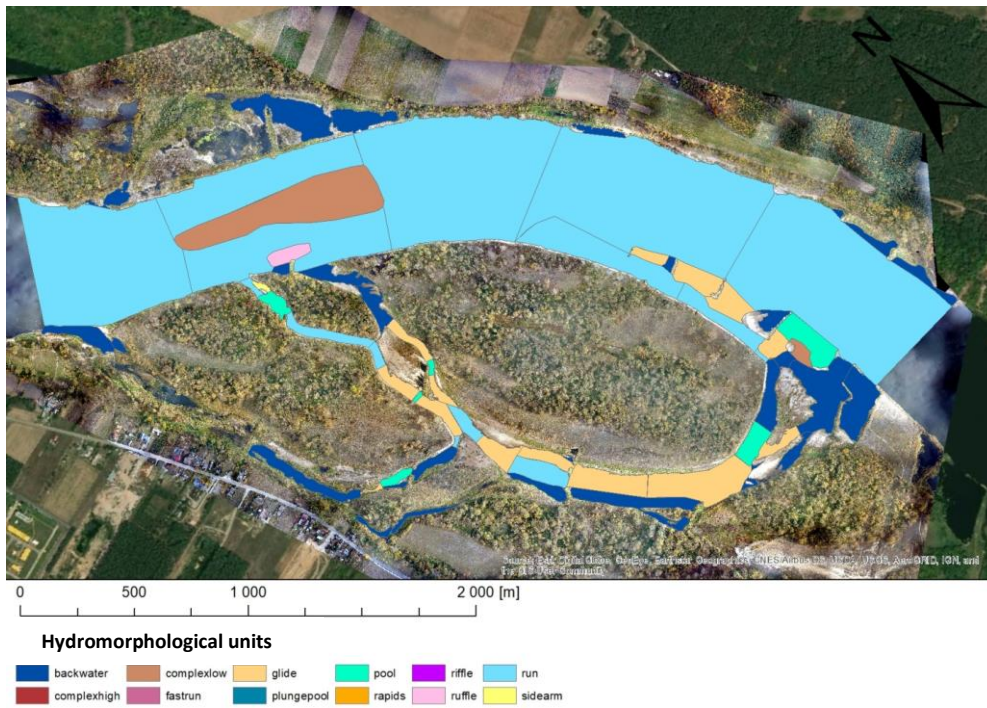 N
0 500 1 000 2 000 [m]
Hydromorphological units
backwater complexlow glide pool riffle run
complexhigh fastrun plungepool rapids ruffle sidearm